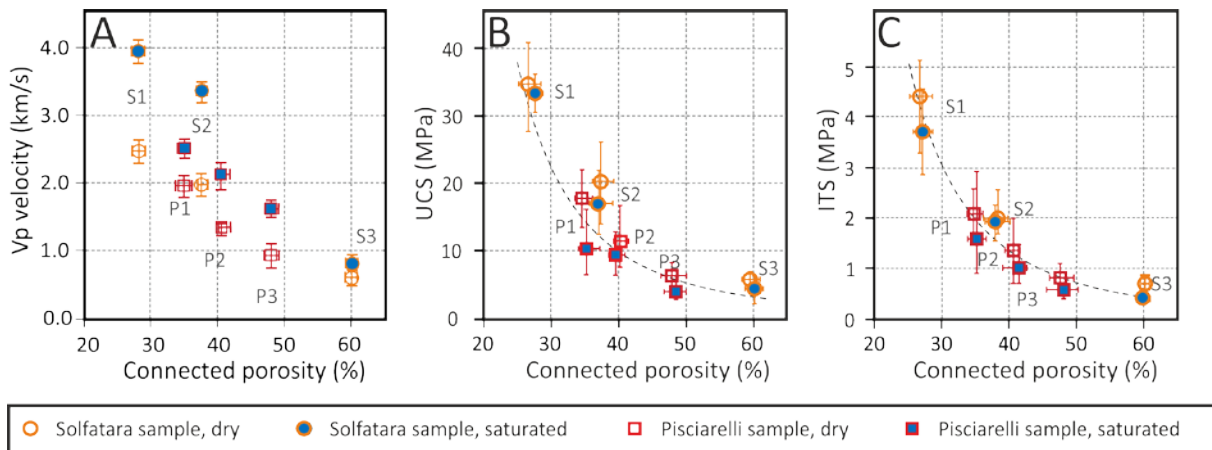 A
Vp velocity (km/s)
4.0
3.0
2.0
1.0
0.0
20 30 40 50 60
Connected porosity (%)
S1
S2
P1
P2
P3
S3
B
UCS (MPa)
40
30
20
10
0
20 30 40 50 60
Connected porosity (%)
S1
S2
P1
P2
P3
S3
C
ITS (MPa)
5
4
3
2
1
0
20 30 40 50 60
Connected porosity (%)
S1
S2
P1
P2
P3
S3
Solfatara sample, dry
Solfatara sample, saturated
Pisciarelli sample, dry
Pisciarelli sample, saturated